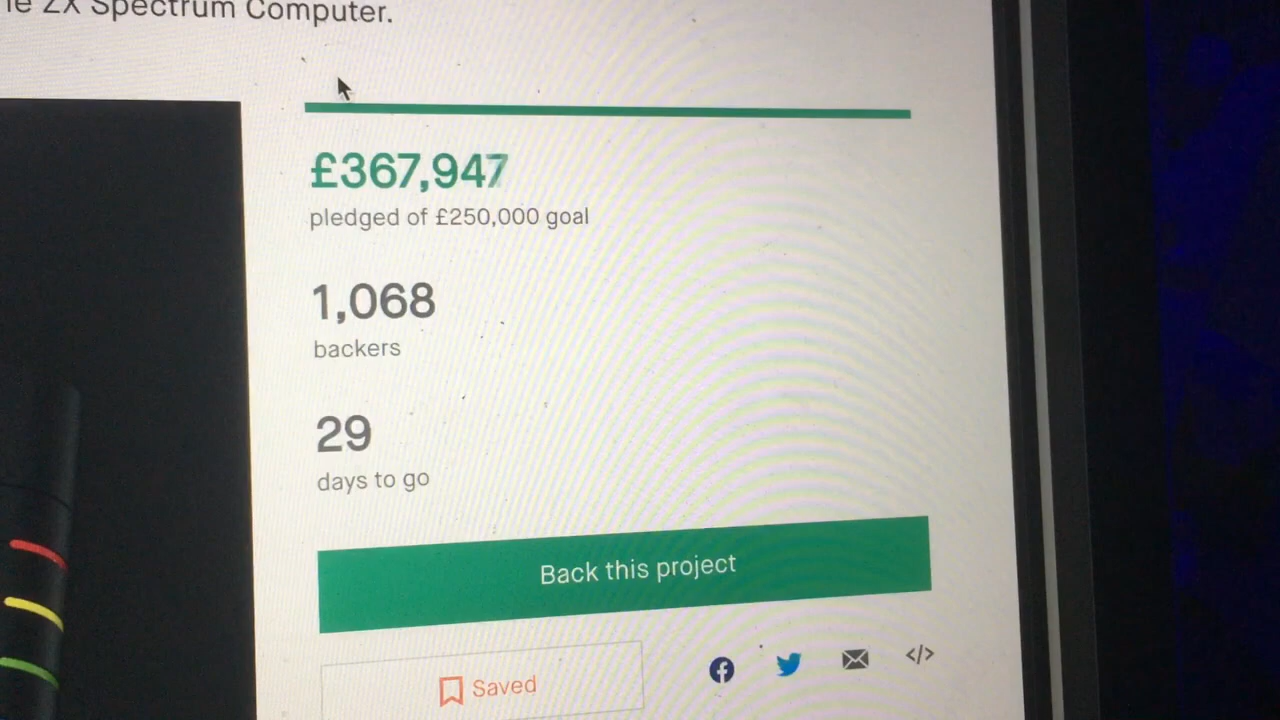 ZX Spectrum Computer.
£367,947
pledged of £250,000 goal
1,068
backers
29
days to go
Back this project
Saved